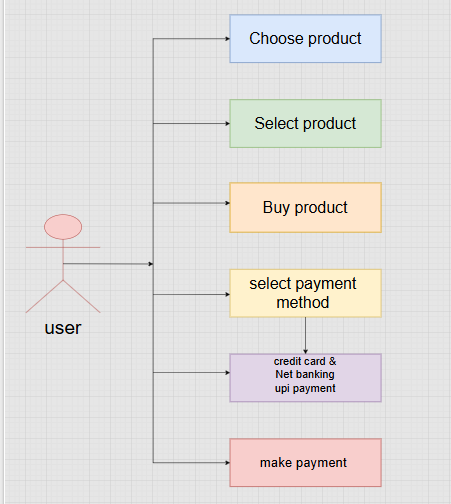 Choose product
Select product
Buy product
user
select payment
method
credit card &
Net banking
upi payment
make payment